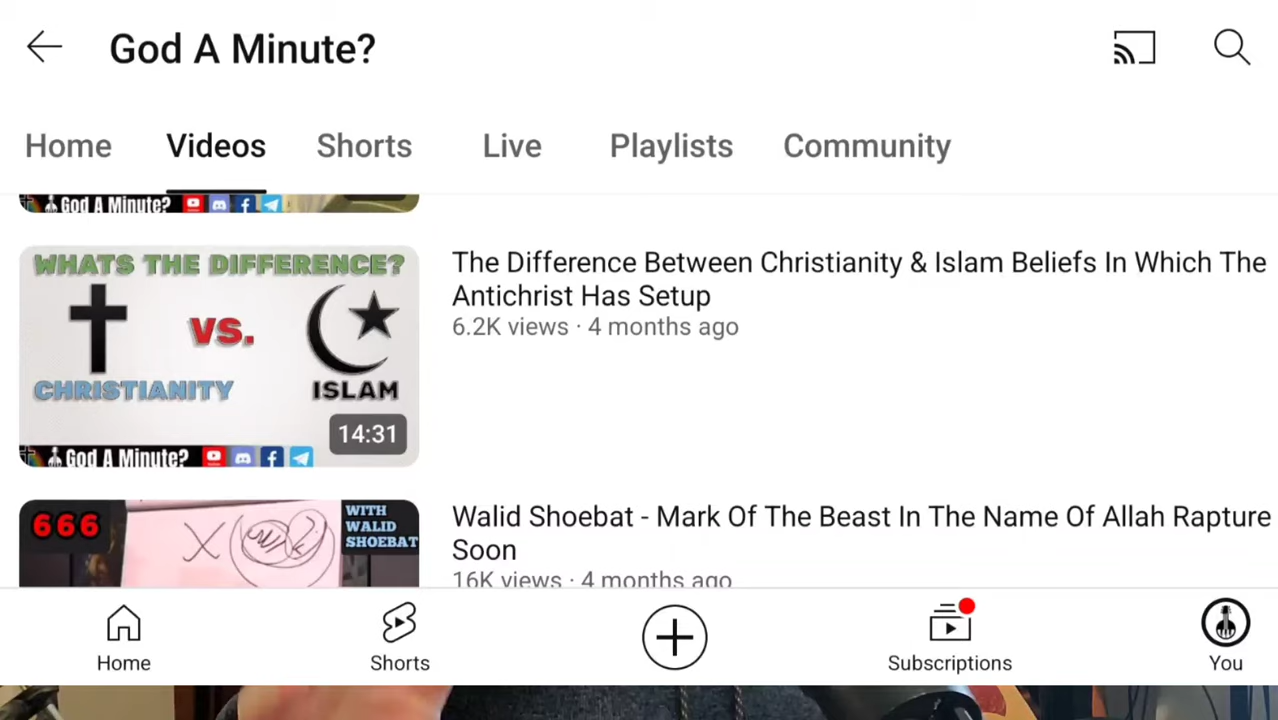 God A Minute?
Home Videos Shorts Live Playlists Community
God A Minute?
WHATS THE DIFFERENCE?
VS.
CHRISTIANITY ISLAM
14:31
God A Minute?
The Difference Between Christianity & Islam Beliefs In Which The
Antichrist Has Setup
6.2K views · 4 months ago
666
X
WITH
WALID
SHOEBAT
Walid Shoebat - Mark Of The Beast In The Name Of Allah Rapture
Soon
16K views · 4 months ago
Home Shorts Subscriptions You